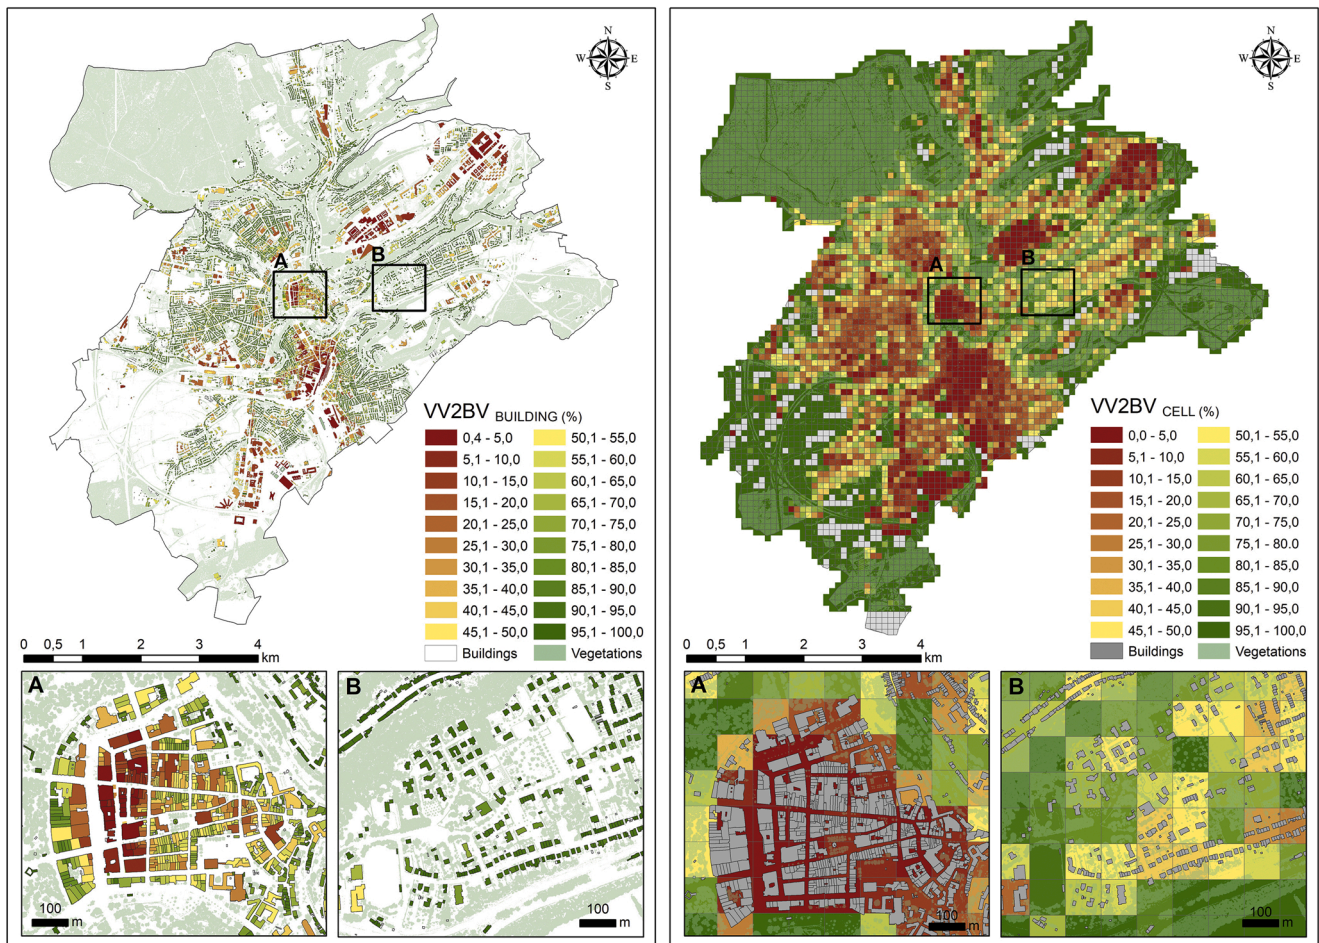 N
W E
S
A
B
VV2BV BUILDING (%)
0,4 - 5,0 50,1 - 55,0
5,1 - 10,0 55,1 - 60,0
10,1 - 15,0 60,1 - 65,0
15,1 - 20,0 65,1 - 70,0
20,1 - 25,0 70,1 - 75,0
25,1 - 30,0 75,1 - 80,0
30,1 - 35,0 80,1 - 85,0
35,1 - 40,0 85,1 - 90,0
40,1 - 45,0 90,1 - 95,0
45,1 - 50,0 95,1 - 100,0
Buildings Vegetations
0 0,5 1 2 3 4
km
A
100
m
B
100
m
N
W E
S
A
B
VV2BV CELL (%)
0,0 - 5,0 50,1 - 55,0
5,1 - 10,0 55,1 - 60,0
10,1 - 15,0 60,1 - 65,0
15,1 - 20,0 65,1 - 70,0
20,1 - 25,0 70,1 - 75,0
25,1 - 30,0 75,1 - 80,0
30,1 - 35,0 80,1 - 85,0
35,1 - 40,0 85,1 - 90,0
40,1 - 45,0 90,1 - 95,0
45,1 - 50,0 95,1 - 100,0
Buildings Vegetations
0 0,5 1 2 3 4
km
A
100
m
B
100
m